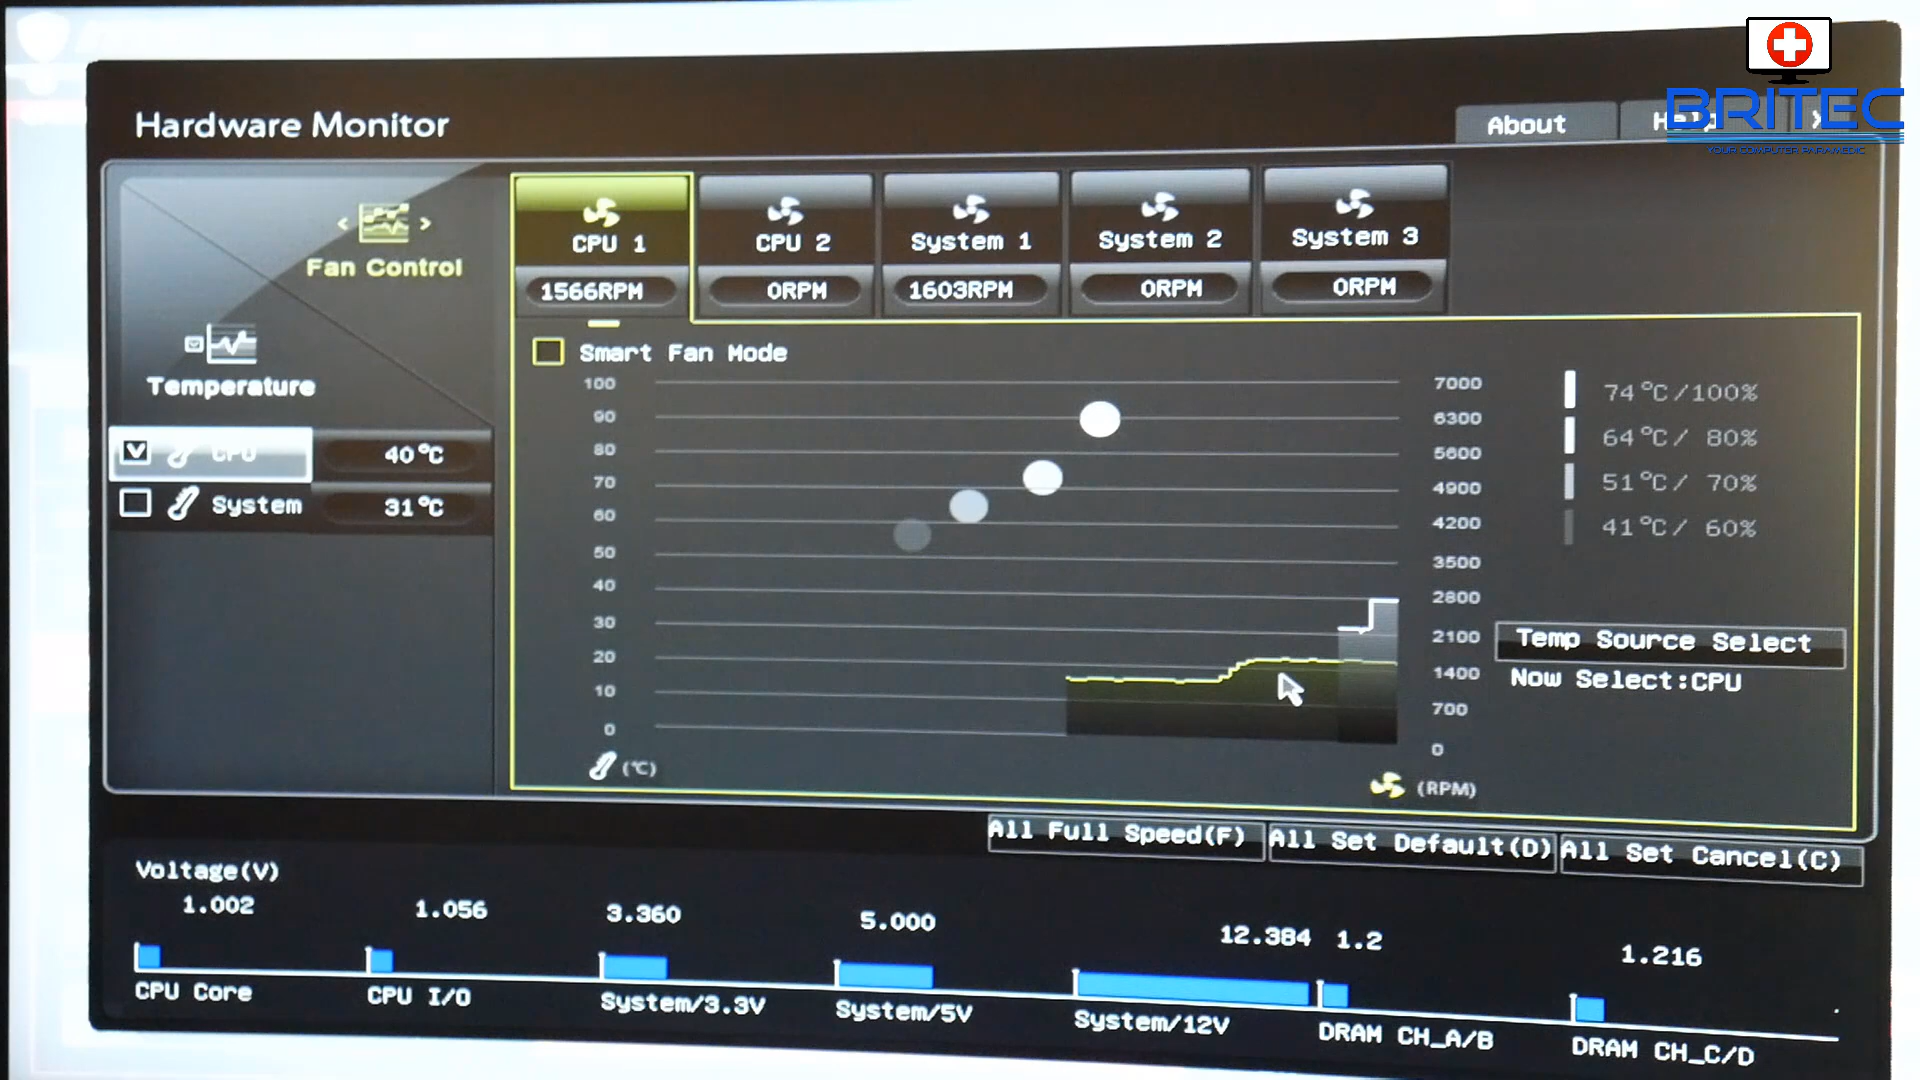 BRITEC
YOUR COMPUTER PARAMEDIC
Hardware Monitor
About
Help
X
Fan Control
Temperature
CPU 40°C
System 31°C
CPU 1
1566RPM
CPU 2
0RPM
System 1
1603RPM
System 2
0RPM
System 3
0RPM
Smart Fan Mode
100 7000
90 6300
80 5600
70 4900
60 4200
50 3500
40 2800
30 2100
20 1400
10 700
0 0
(°C)
(RPM)
74°C/100%
64°C/ 80%
51°C/ 70%
41°C/ 60%
Temp Source Select
Now Select:CPU
All Full Speed(F)
All Set Default(D)
All Set Cancel(C)
Voltage(V)
1.002 1.056 3.360 5.000 12.384 1.2 1.216
CPU Core CPU I/O System/3.3V System/5V System/12V DRAM CH_A/B DRAM CH_C/D